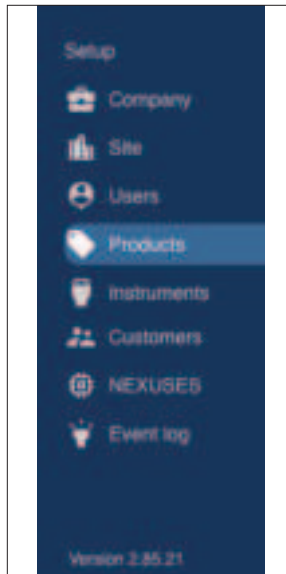 Setup
Company
Site
Users
Products
Instruments
Customers
NEXUSES
Event log
Version 2.85.21